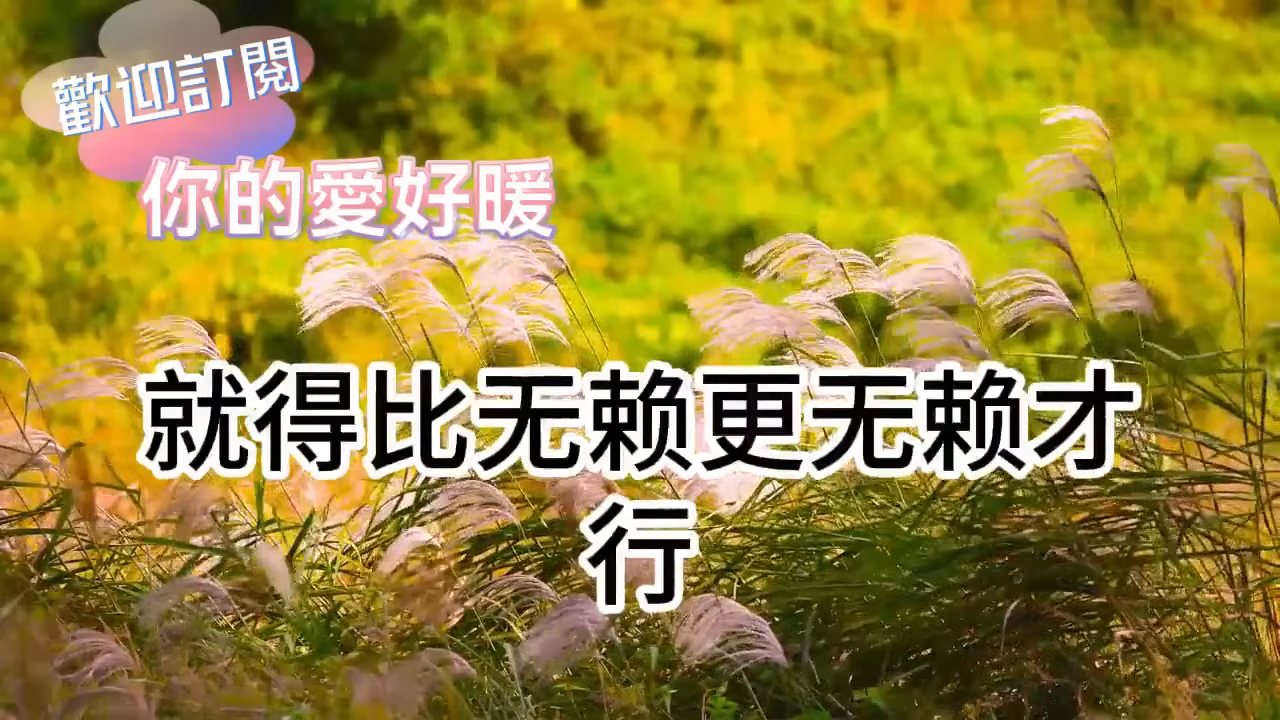 歡迎訂閱
你的愛好暖
就得比无赖更无赖才
行